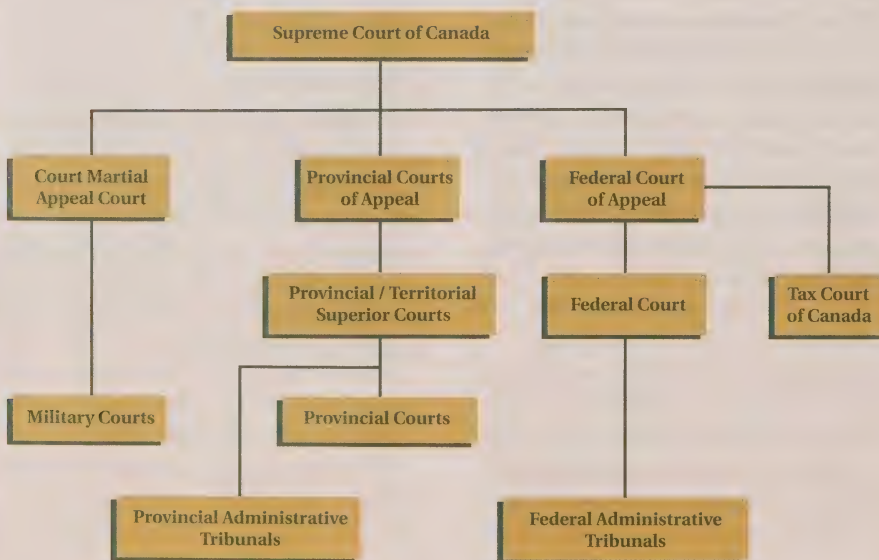 Supreme Court of Canada
Court Martial
Appeal Court
Provincial Courts
of Appeal
Federal Court
of Appeal
Provincial / Territorial
Superior Courts
Federal Court
Tax Court
of Canada
Military Courts
Provincial Courts
Provincial Administrative
Tribunals
Federal Administrative
Tribunals